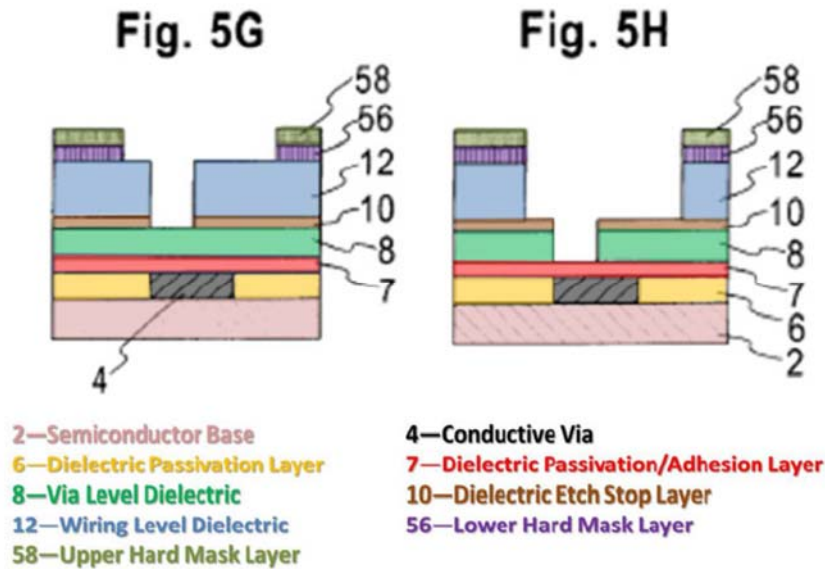 Fig. 5G
Fig. 5H
58
56
12
10
8
7
4
58
56
12
10
8
7
6
2
2—Semiconductor Base
4—Conductive Via
6—Dielectric Passivation Layer
7—Dielectric Passivation/Adhesion Layer
8—Via Level Dielectric
10—Dielectric Etch Stop Layer
12—Wiring Level Dielectric
56—Lower Hard Mask Layer
58—Upper Hard Mask Layer